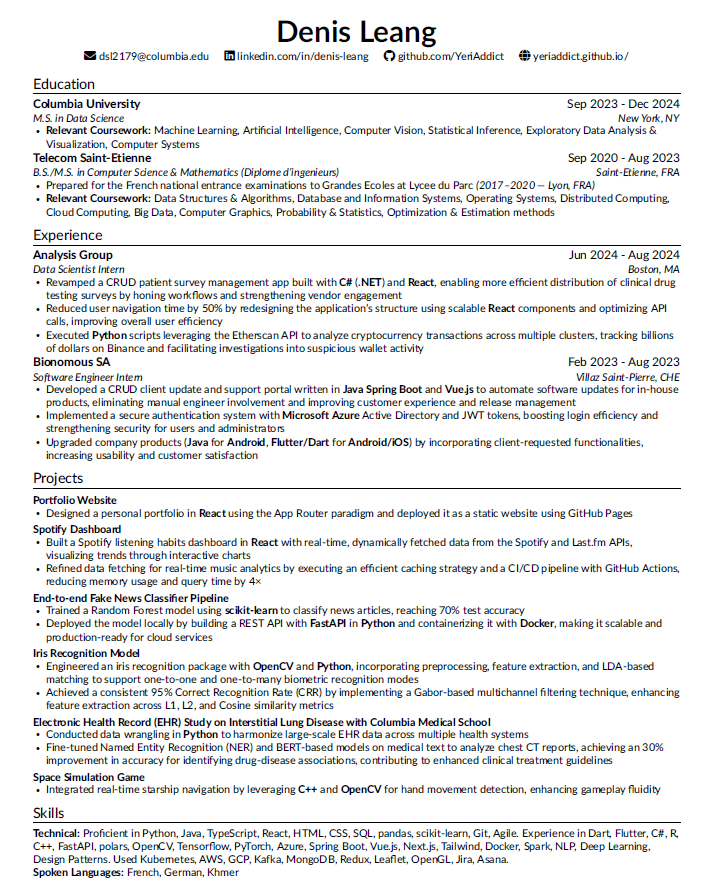 Denis Leang
dsl2179@columbia.edu linkedin.com/in/denis-leang github.com/YeriAddict yeriaddict.github.io/
Education
Columbia University Sep 2023 - Dec 2024
M.S. in Data Science New York, NY
• Relevant Coursework: Machine Learning, Artificial Intelligence, Computer Vision, Statistical Inference, Exploratory Data Analysis &
Visualization, Computer Systems
Telecom Saint-Etienne Sep 2020 - Aug 2023
B.S./M.S. in Computer Science & Mathematics (Diplome d'ingenieurs) Saint-Etienne, FRA
• Prepared for the French national entrance examinations to Grandes Ecoles at Lycee du Parc (2017–2020 — Lyon, FRA)
• Relevant Coursework: Data Structures & Algorithms, Database and Information Systems, Operating Systems, Distributed Computing,
Cloud Computing, Big Data, Computer Graphics, Probability & Statistics, Optimization & Estimation methods
Experience
Analysis Group Jun 2024 - Aug 2024
Data Scientist Intern Boston, MA
• Revamped a CRUD patient survey management app built with C# (.NET) and React, enabling more efficient distribution of clinical drug
testing surveys by honing workflows and strengthening vendor engagement
• Reduced user navigation time by 50% by redesigning the application's structure using scalable React components and optimizing API
calls, improving overall user efficiency
• Executed Python scripts leveraging the Etherscan API to analyze cryptocurrency transactions across multiple clusters, tracking billions
of dollars on Binance and facilitating investigations into suspicious wallet activity
Bionomous SA Feb 2023 - Aug 2023
Software Engineer Intern Villaz Saint-Pierre, CHE
• Developed a CRUD client update and support portal written in Java Spring Boot and Vue.js to automate software updates for in-house
products, eliminating manual engineer involvement and improving customer experience and release management
• Implemented a secure authentication system with Microsoft Azure Active Directory and JWT tokens, boosting login efficiency and
strengthening security for users and administrators
• Upgraded company products (Java for Android, Flutter/Dart for Android/iOS) by incorporating client-requested functionalities,
increasing usability and customer satisfaction
Projects
Portfolio Website
• Designed a personal portfolio in React using the App Router paradigm and deployed it as a static website using GitHub Pages
Spotify Dashboard
• Built a Spotify listening habits dashboard in React with real-time, dynamically fetched data from the Spotify and Last.fm APIs,
visualizing trends through interactive charts
• Refined data fetching for real-time music analytics by executing an efficient caching strategy and a CI/CD pipeline with GitHub Actions,
reducing memory usage and query time by 4×
End-to-end Fake News Classifier Pipeline
• Trained a Random Forest model using scikit-learn to classify news articles, reaching 70% test accuracy
• Deployed the model locally by building a REST API with FastAPI in Python and containerizing it with Docker, making it scalable and
production-ready for cloud services
Iris Recognition Model
• Engineered an iris recognition package with OpenCV and Python, incorporating preprocessing, feature extraction, and LDA-based
matching to support one-to-one and one-to-many biometric recognition modes
• Achieved a consistent 95% Correct Recognition Rate (CRR) by implementing a Gabor-based multichannel filtering technique, enhancing
feature extraction across L1, L2, and Cosine similarity metrics
Electronic Health Record (EHR) Study on Interstitial Lung Disease with Columbia Medical School
• Conducted data wrangling in Python to harmonize large-scale EHR data across multiple health systems
• Fine-tuned Named Entity Recognition (NER) and BERT-based models on medical text to analyze chest CT reports, achieving an 30%
improvement in accuracy for identifying drug-disease associations, contributing to enhanced clinical treatment guidelines
Space Simulation Game
• Integrated real-time starship navigation by leveraging C++ and OpenCV for hand movement detection, enhancing gameplay fluidity
Skills
Technical: Proficient in Python, Java, TypeScript, React, HTML, CSS, SQL, pandas, scikit-learn, Git, Agile. Experience in Dart, Flutter, C#, R,
C++, FastAPI, polars, OpenCV, Tensorflow, PyTorch, Azure, Spring Boot, Vue.js, Next.js, Tailwind, Docker, Spark, NLP, Deep Learning,
Design Patterns. Used Kubernetes, AWS, GCP, Kafka, MongoDB, Redux, Leaflet, OpenGL, Jira, Asana.
Spoken Languages: French, German, Khmer